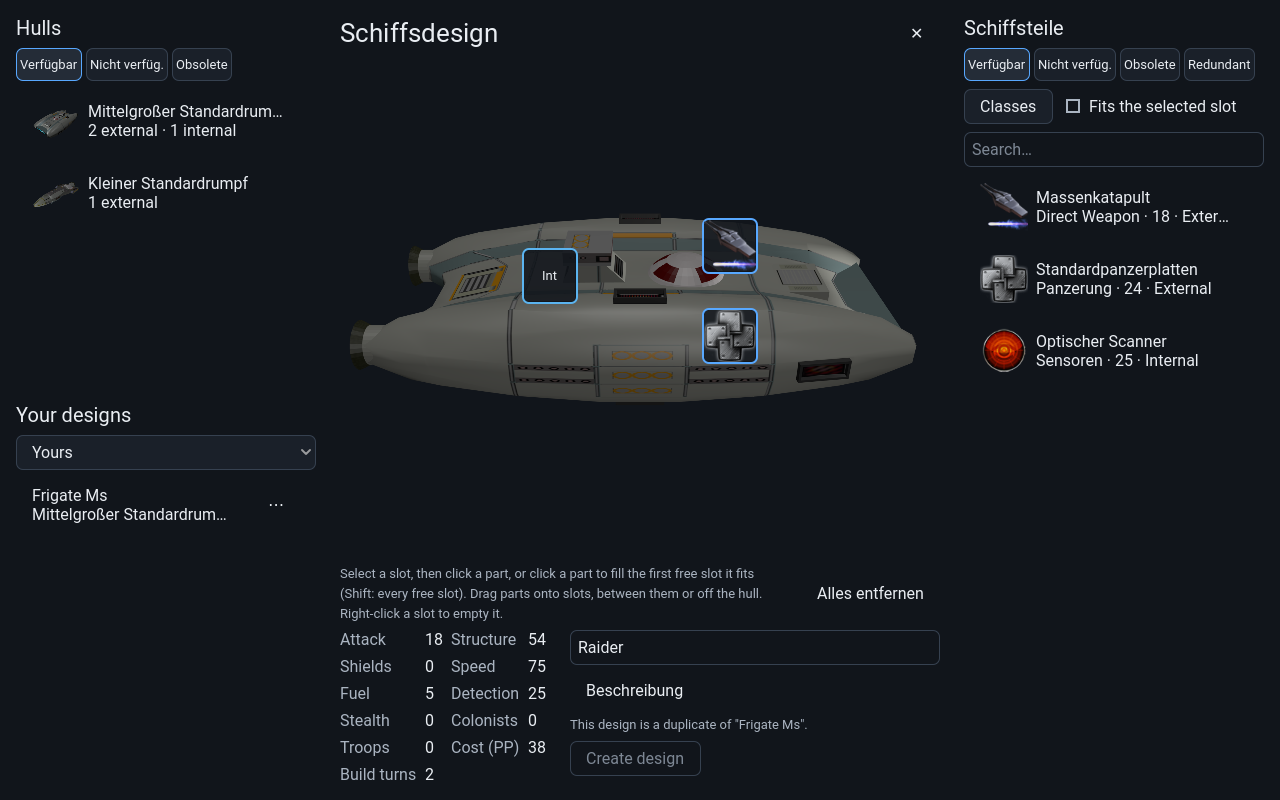 Hulls
Verfügbar
Nicht verfüg.
Obsolete
Mittelgroßer Standardrum…
2 external · 1 internal
Kleiner Standardrumpf
1 external
Your designs
Yours
Frigate Ms
Mittelgroßer Standardrum…
…
Schiffsdesign
×
Int
Select a slot, then click a part, or click a part to fill the first free slot it fits
(Shift: every free slot). Drag parts onto slots, between them or off the hull.
Right-click a slot to empty it.
Alles entfernen
Attack 18 Structure 54
Shields 0 Speed 75
Fuel 5 Detection 25
Stealth 0 Colonists 0
Troops 0 Cost (PP) 38
Build turns 2
Raider
Beschreibung
This design is a duplicate of "Frigate Ms".
Create design
Schiffsteile
Verfügbar
Nicht verfüg.
Obsolete
Redundant
Classes
Fits the selected slot
Search…
Massenkatapult
Direct Weapon · 18 · Exter…
Standardpanzerplatten
Panzerung · 24 · External
Optischer Scanner
Sensoren · 25 · Internal